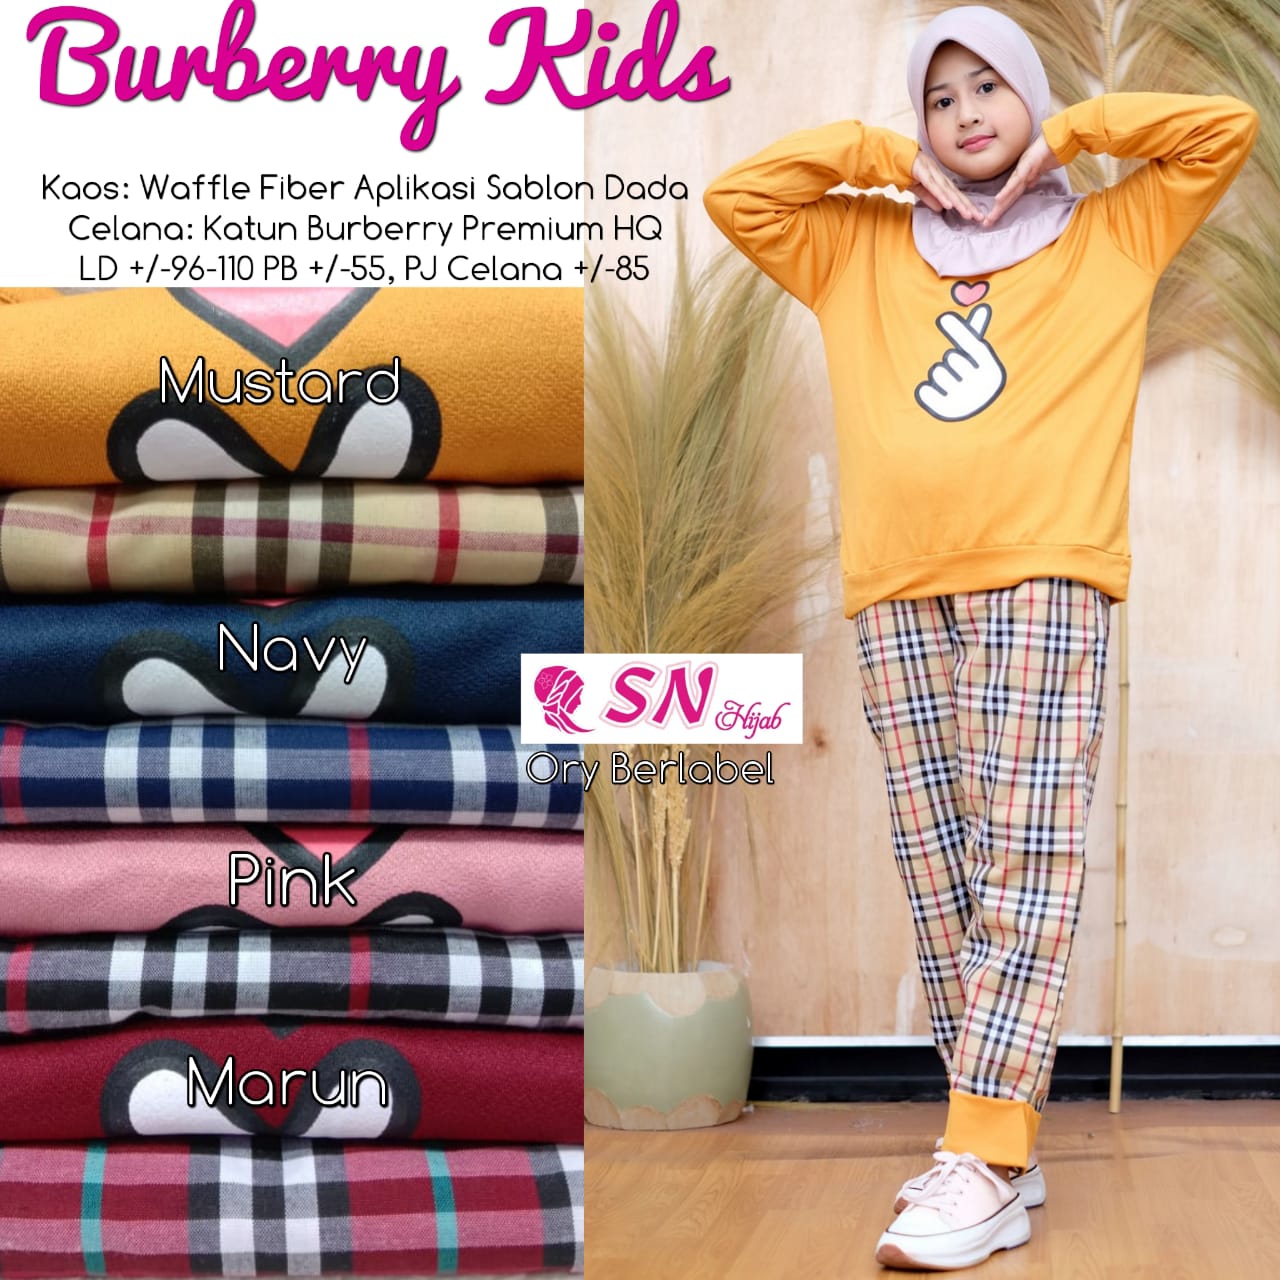 Burberry Kids
Kaos: Waffle Fiber Aplikasi Sablon Dada
Celana: Katun Burberry Premium HQ
LD +/-96-110 PB +/-55, PJ Celana +/-85
Mustard
Navy
SN Hijab
Ory Berlabel
Pink
Marun